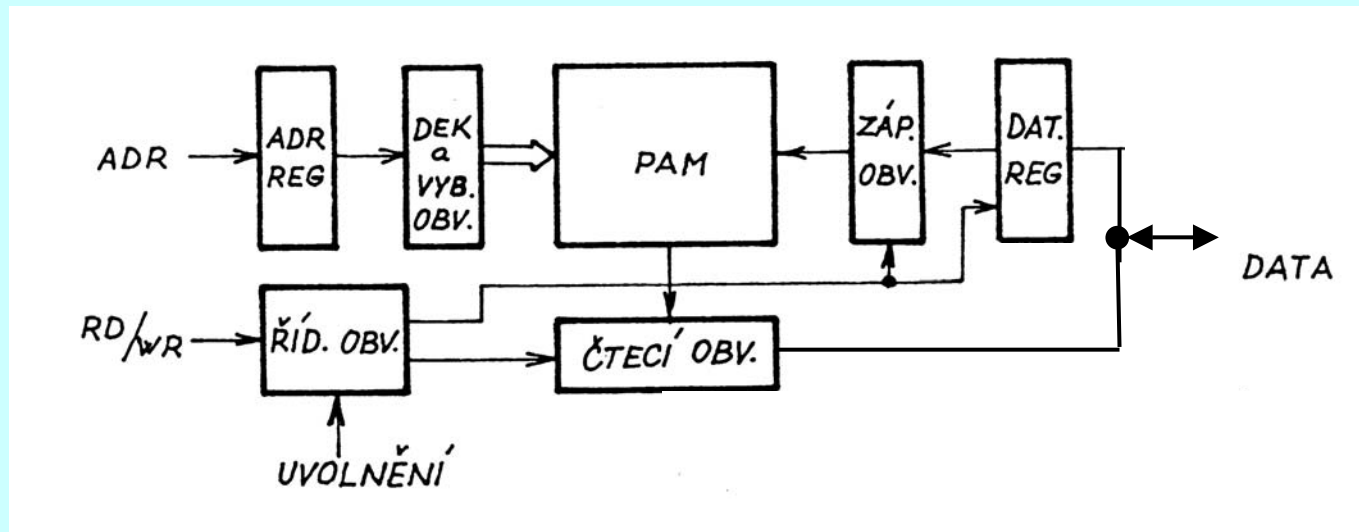 ADR
ADR
REG
DEK
a
VYB.
OBV.
PAM
ZÁP.
OBV.
DAT.
REG
DATA
RD/WR
ŘÍD. OBV.
ČTECÍ OBV.
UVOLNĚNÍ